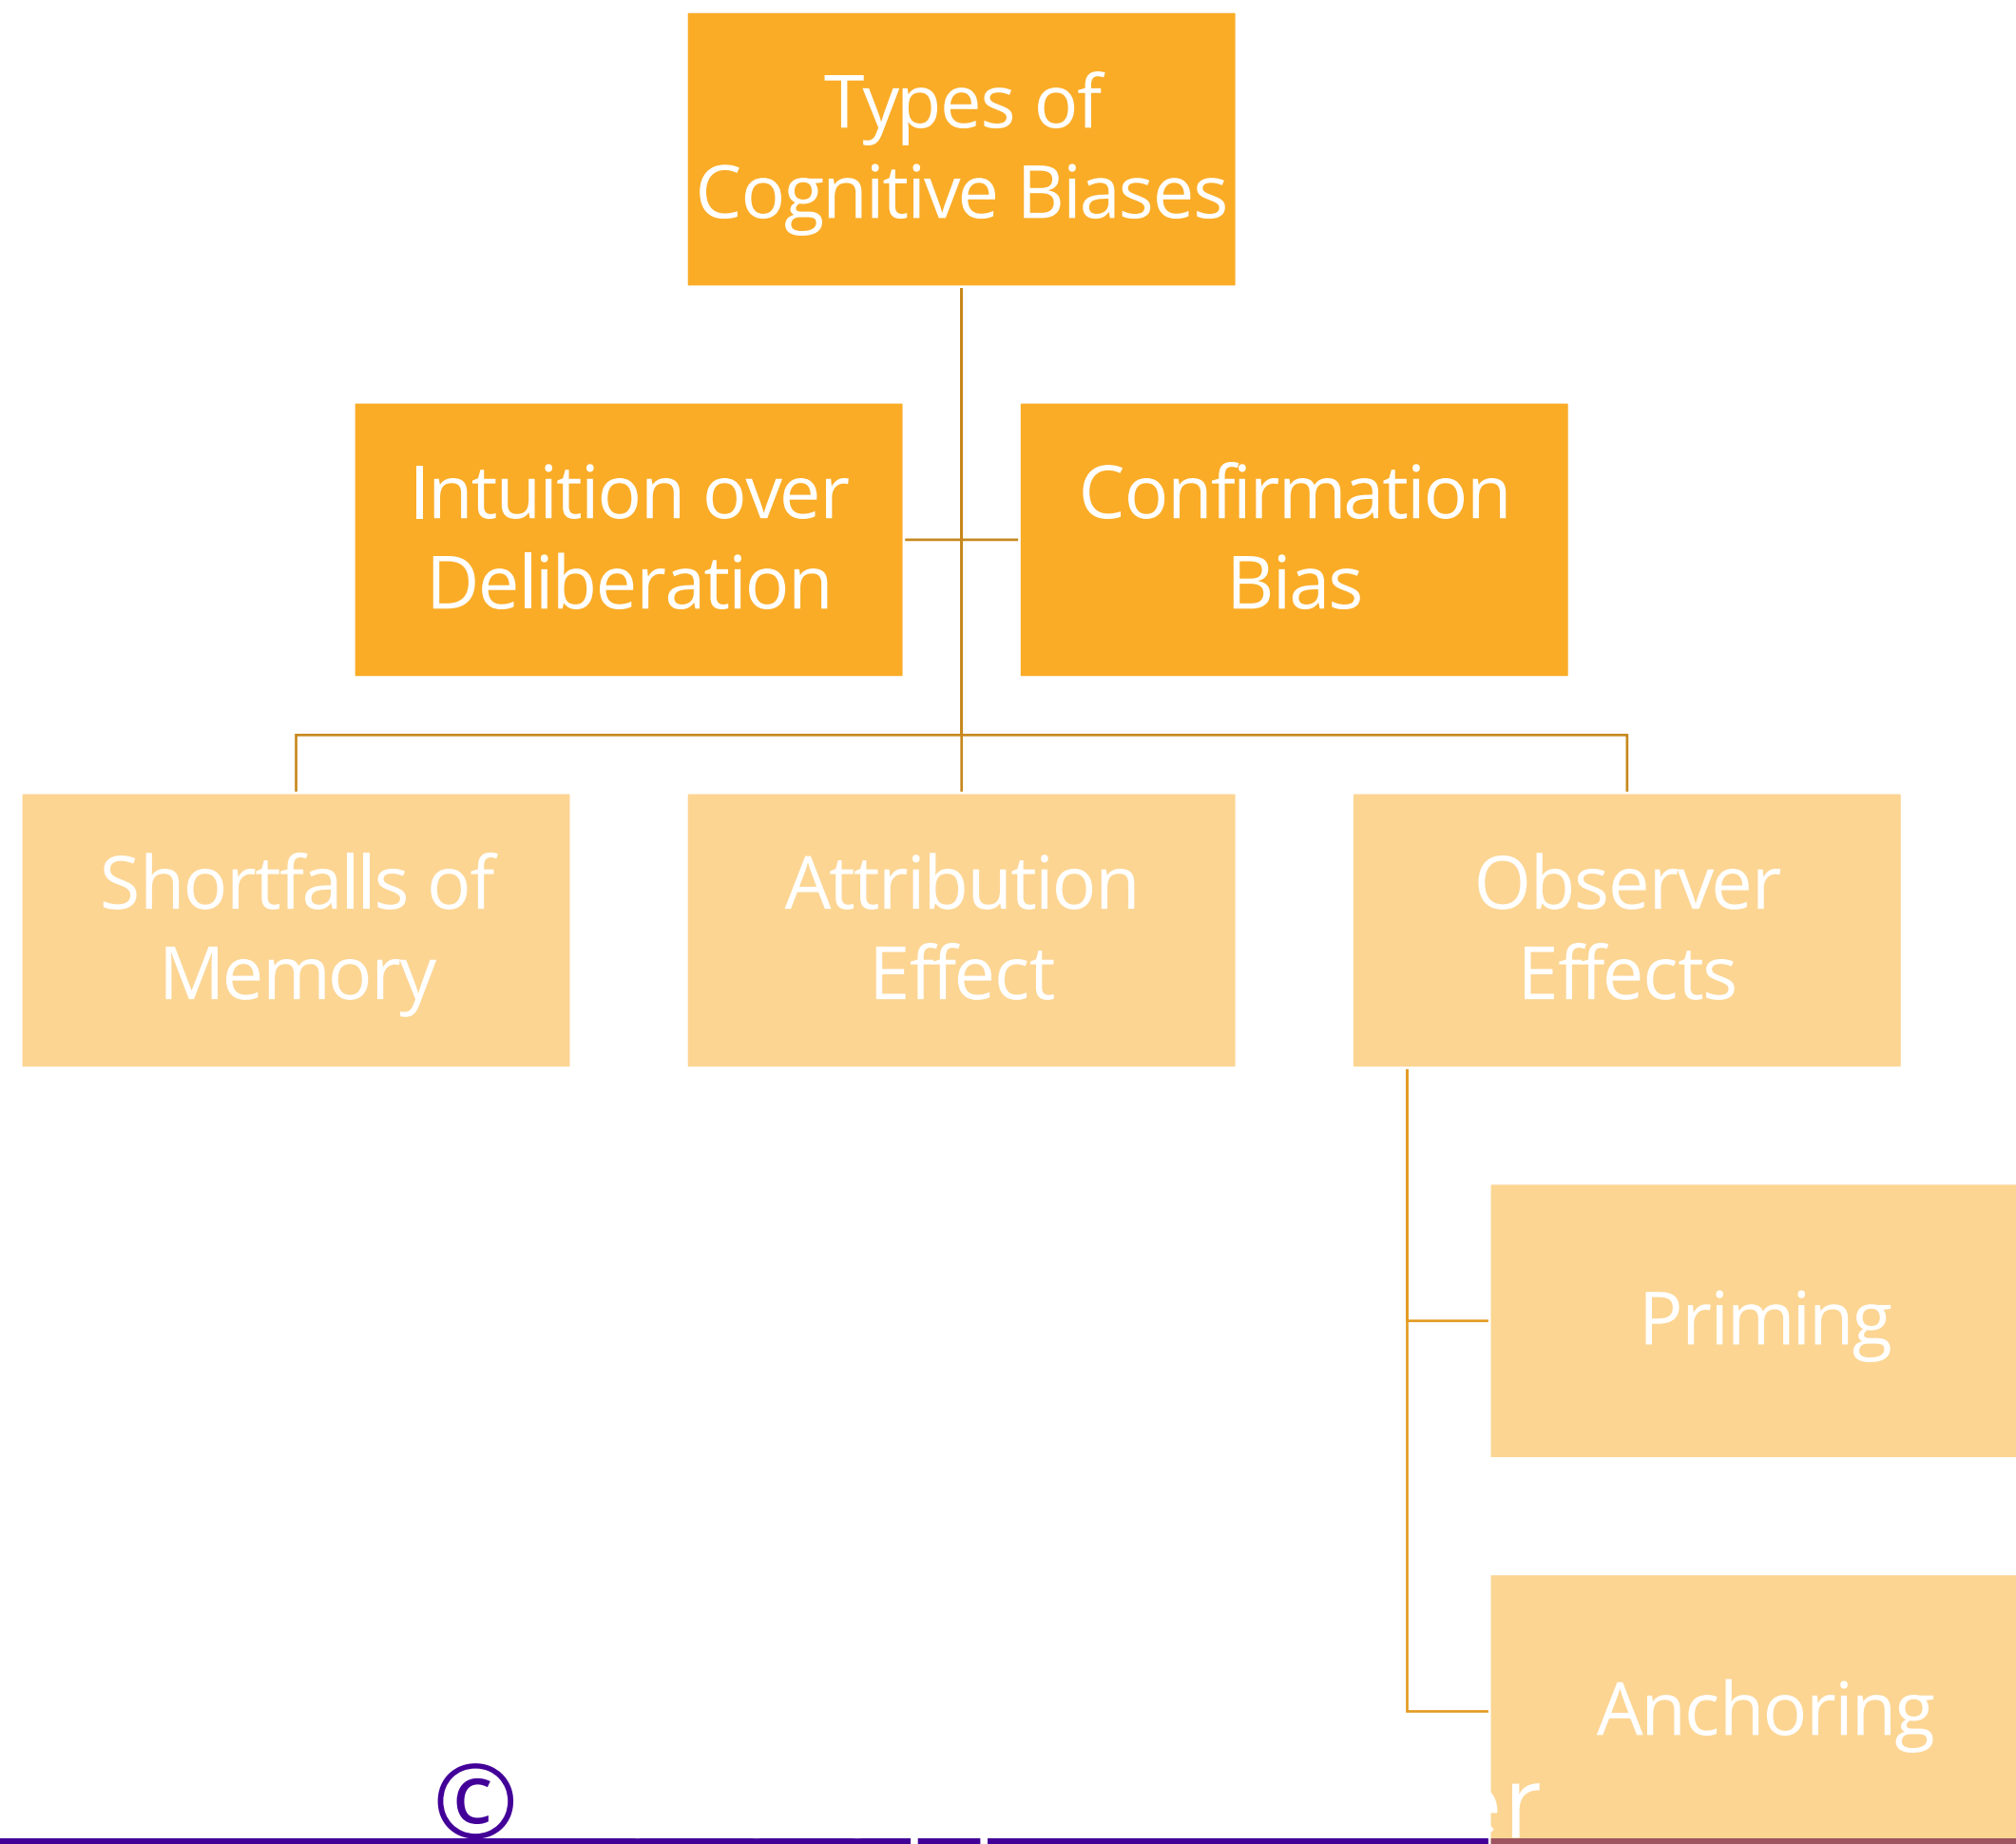 Types of
Cognitive Biases
Intuition over
Deliberation
Confirmation
Bias
Shortfalls of
Memory
Attribution
Effect
Observer
Effects
Priming
Anchoring
©